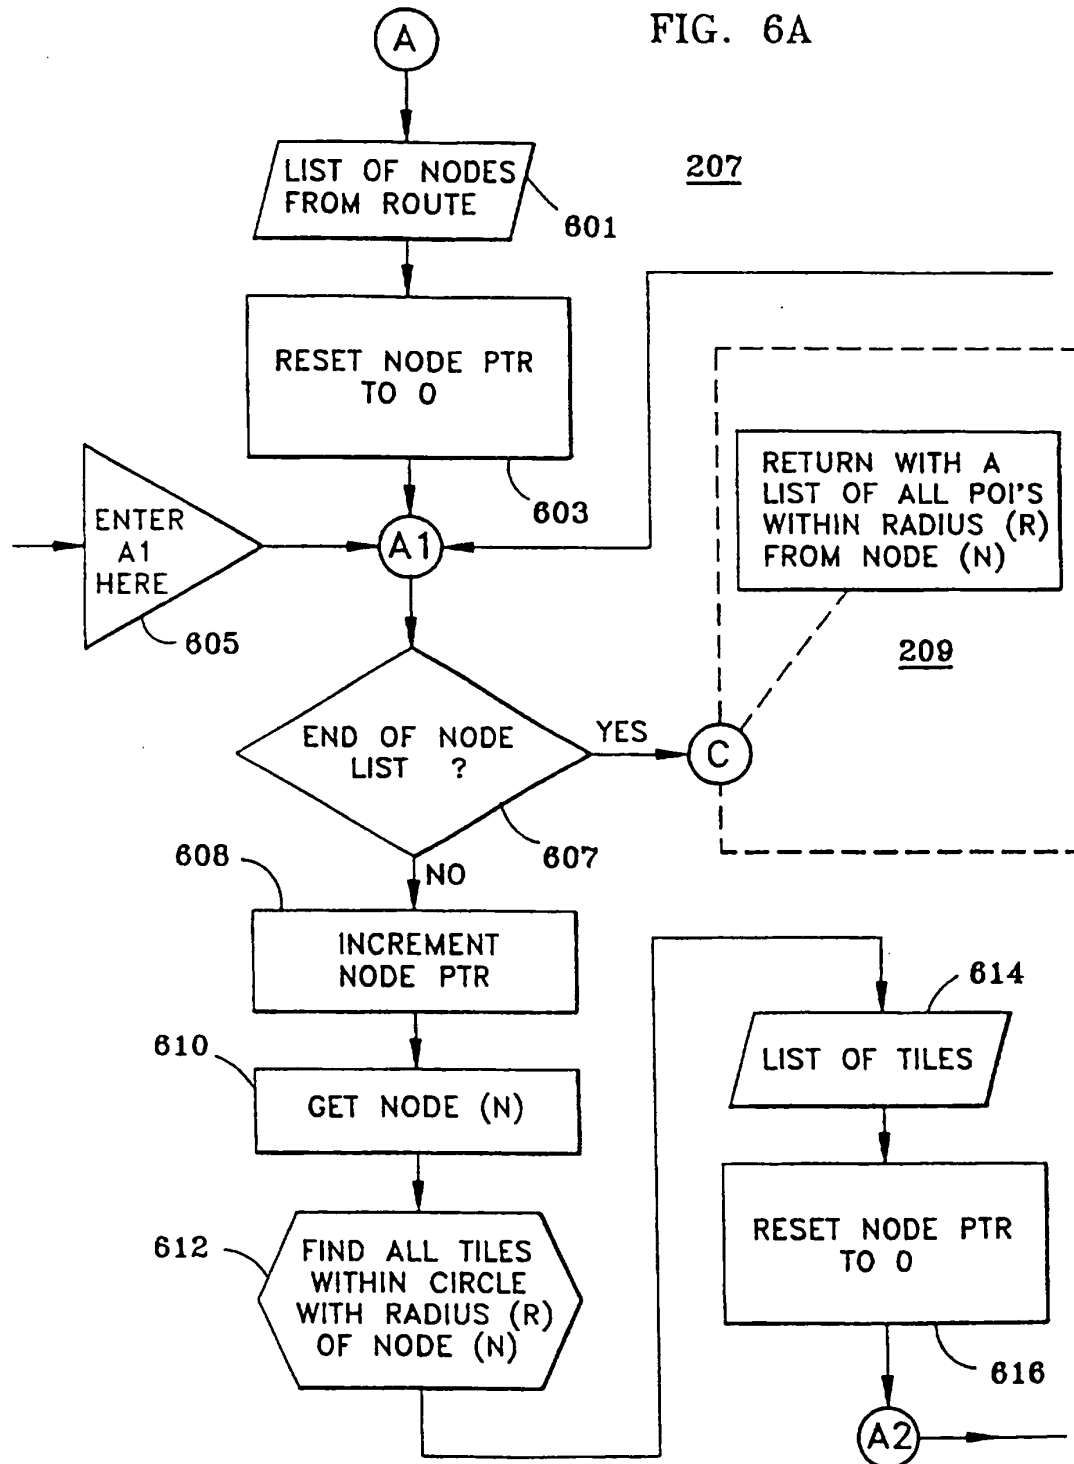 FIG. 6A
A
LIST OF NODES
FROM ROUTE
601
207
RESET NODE PTR
TO 0
603
ENTER
A1
HERE
605
A1
RETURN WITH A
LIST OF ALL POI'S
WITHIN RADIUS (R)
FROM NODE (N)
209
END OF NODE
LIST ?
607
YES
C
NO
608
INCREMENT
NODE PTR
610
GET NODE (N)
612
FIND ALL TILES
WITHIN CIRCLE
WITH RADIUS (R)
OF NODE (N)
614
LIST OF TILES
RESET NODE PTR
TO 0
616
A2